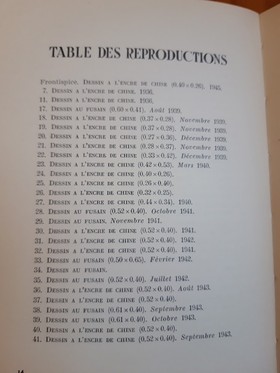 TABLE DES REPRODUCTIONS
Frontispice. Dessin a l'encre de chine (0.40 × 0.26). 1943.
7. Dessin a l'encre de chine. 1936.
11. Dessin a l'encre de chine. 1936.
17. Dessin au fusain (0.60 × 0.41). Août 1939.
18. Dessin a l'encre de chine (0.37 × 0.28). Novembre 1939.
19. Dessin a l'encre de chine (0.37 × 0.28). Novembre 1939.
20. Dessin a l'encre de chine (0.27 × 0.36). Décembre 1939.
21. Dessin a l'encre de chine (0.28 × 0.37). Novembre 1939.
22. Dessin a l'encre de chine (0.33 × 0.42). Décembre 1939.
23. Dessin a l'encre de chine (0.42 × 0.53). Mars 1940.
24. Dessin a l'encre de chine (0.40 × 0.26).
25. Dessin a l'encre de chine (0.26 × 0.40).
26. Dessin a l'encre de chine (0.32 × 0.25).
27. Dessin a l'encre de chine (0.44 × 0.34). 1940.
28. Dessin au fusain (0.52 × 0.40). Octobre 1941.
29. Dessin au fusain. Novembre 1941.
30. Dessin a l'encre de chine (0.52 × 0.40). 1941.
31. Dessin a l'encre de chine (0.52 × 0.40). 1941.
32. Dessin a l'encre de chine (0.52 × 0.40). 1942.
33. Dessin au fusain (0.50 × 0.65). Février 1942.
34. Dessin au fusain.
35. Dessin au fusain (0.52 × 0.40). Juillet 1942.
36. Dessin a l'encre de chine (0.52 × 0.40). Août 1943.
37. Dessin a l'encre de chine (0.52 × 0.40).
38. Dessin au fusain (0.61 × 0.40). Septembre 1943.
39. Dessin au fusain (0.61 × 0.40). Octobre 1943.
40. Dessin a l'encre de chine (0.52 × 0.40).
41. Dessin a l'encre de chine (0.52 × 0.40). Septembre 1943.